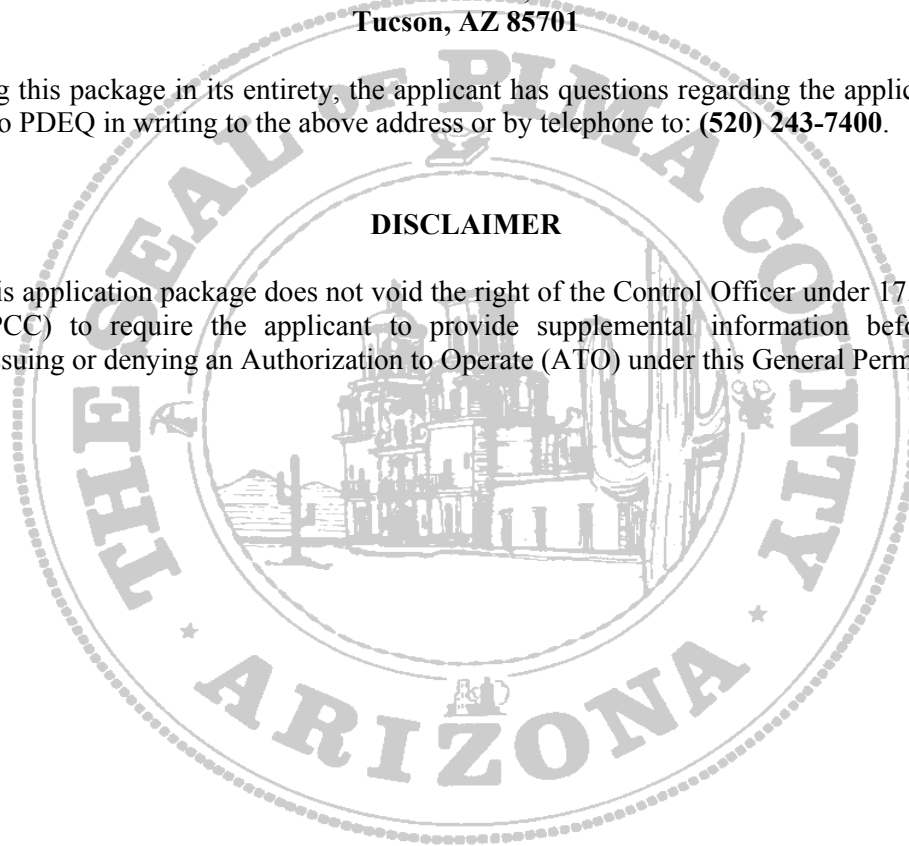 Tucson, AZ 85701
g this package in its entirety, the applicant has questions regarding the applic
o PDEQ in writing to the above address or by telephone to: (520) 243-7400.
DISCLAIMER
is application package does not void the right of the Control Officer under 17.
PCC) to require the applicant to provide supplemental information befo
suing or denying an Authorization to Operate (ATO) under this General Perm
THE SEAL OF PIMA COUNTY
ARIZONA